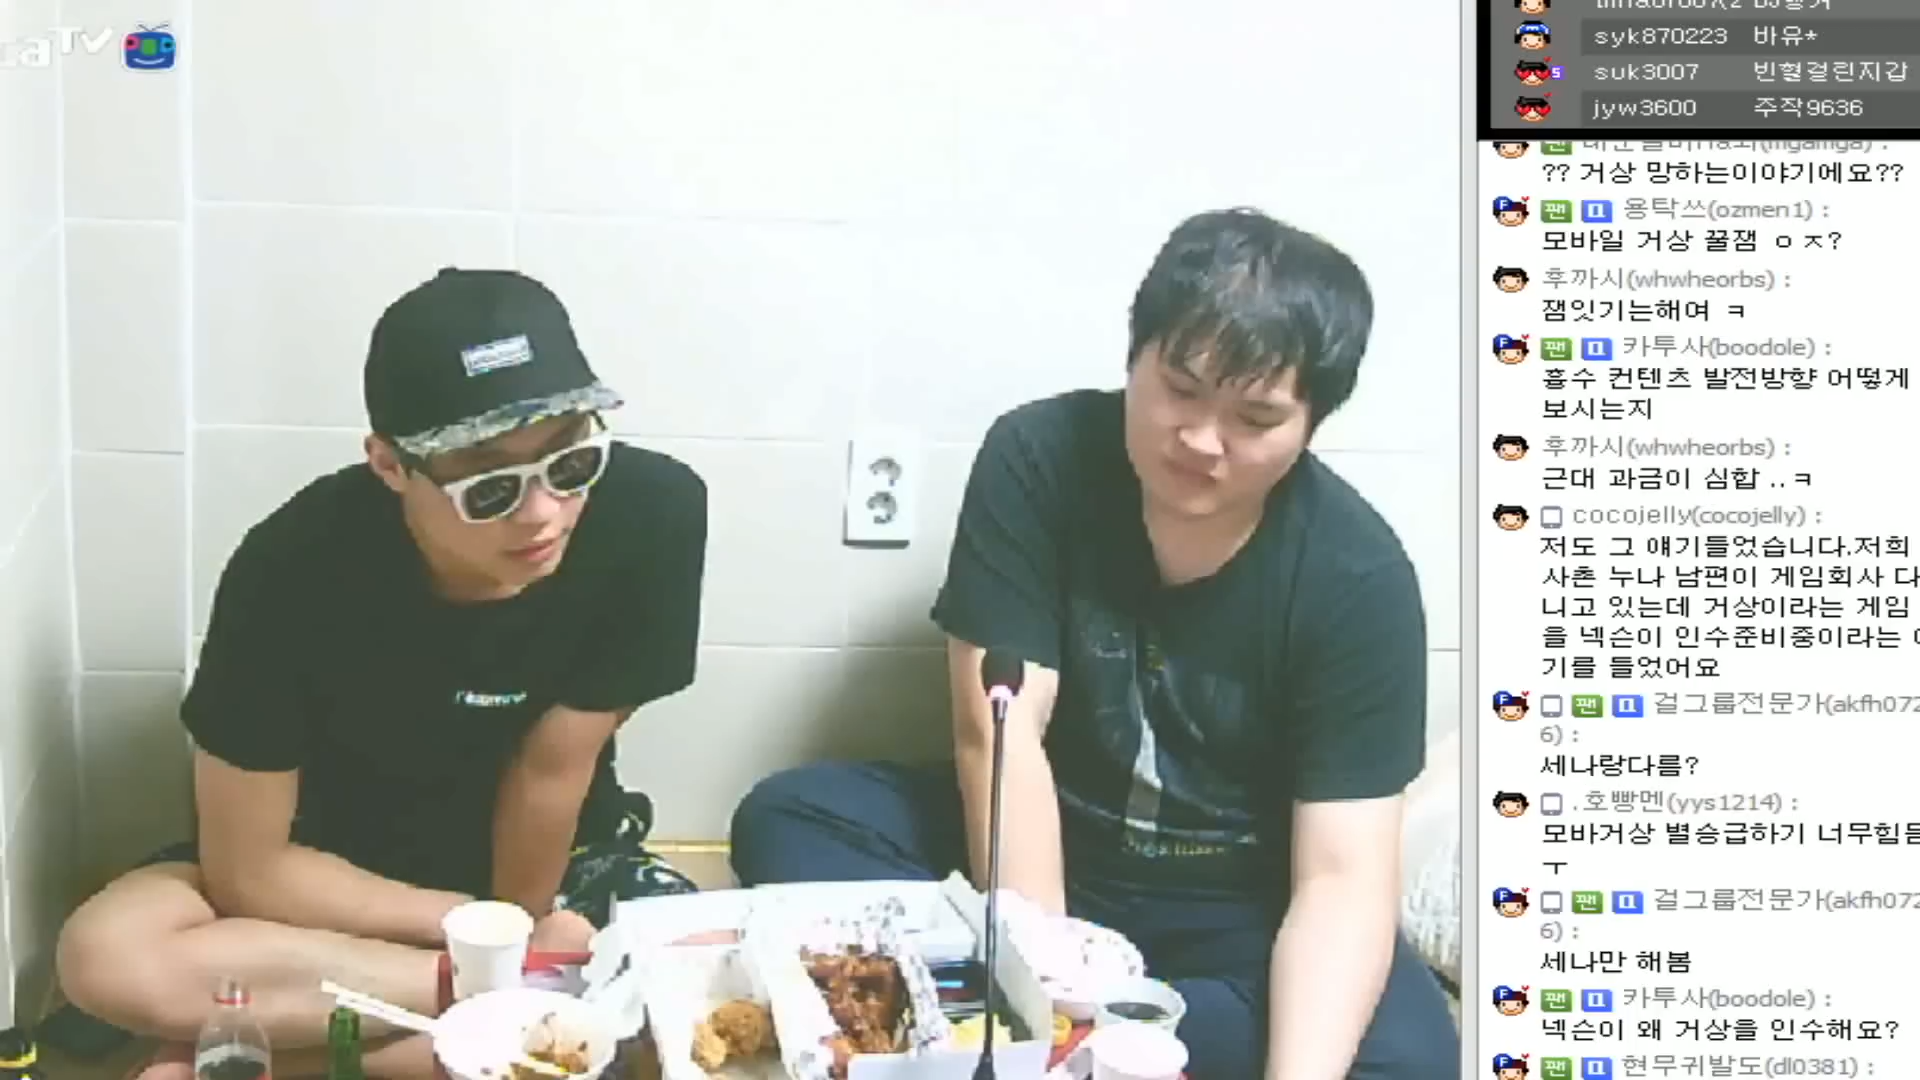 TV
syk870223 바유*
suk3007 빈혈걸린지갑
jyw3600 주작9636
?? 거상 망하는이야기에요??
팬 용탁쓰(ozmen1) :
모바일 거상 꿀잼 ㅇㅈ?
후까시(whwheorbs) :
잼잇기는해여 ㅋ
팬 카투사(boodole) :
흉수 컨텐츠 발전방향 어떻게
보시는지
후까시(whwheorbs) :
근대 과금이 심합 ..ㅋ
cocojelly(cocojelly) :
저도 그 얘기들었습니다.저희
사촌 누나 남편이 게임회사 다
니고 있는데 거상이라는 게임
을 넥슨이 인수준비중이라는
기를 들었어요
팬 걸그룹전문가(akfh072
6) :
세나랑다름?
.호빵멘(yys1214) :
모바거상 별승급하기 너무힘듬
ㅜ
팬 걸그룹전문가(akfh072
6) :
세나만 해봄
팬 카투사(boodole) :
넥슨이 왜 거상을 인수해요?
팬 현무귀발도(dl0381) :